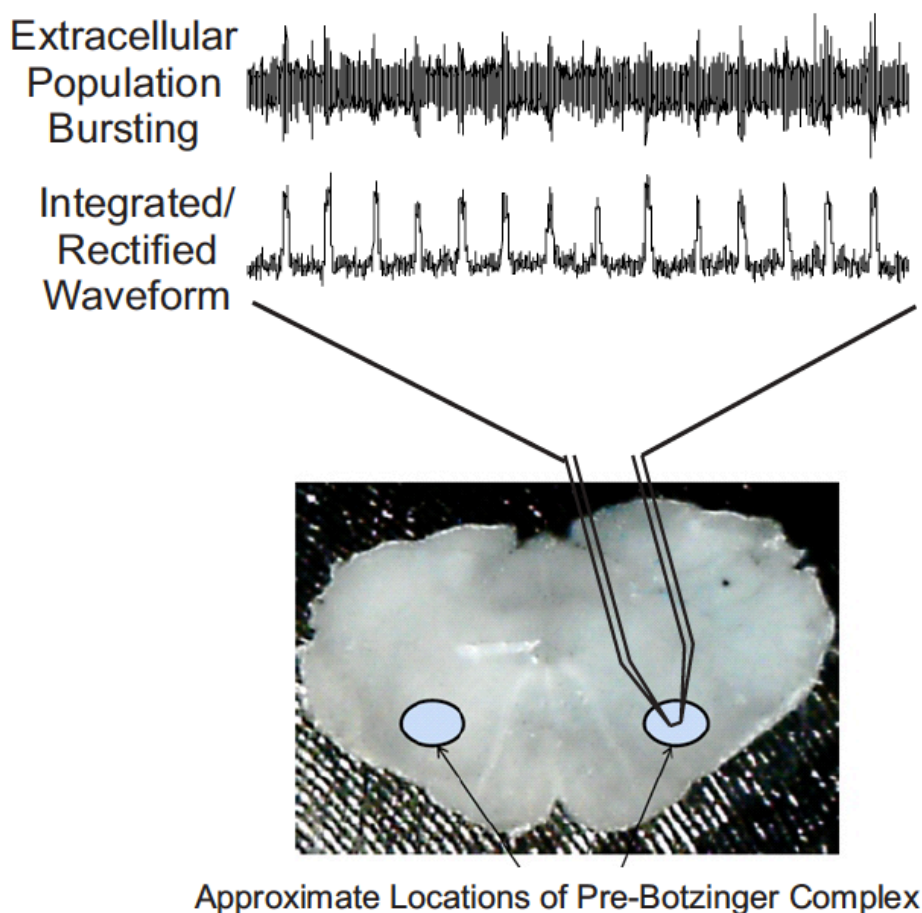 Extracellular
Population
Bursting
Integrated/
Rectified
Waveform
Approximate Locations of Pre-Botzinger Complex